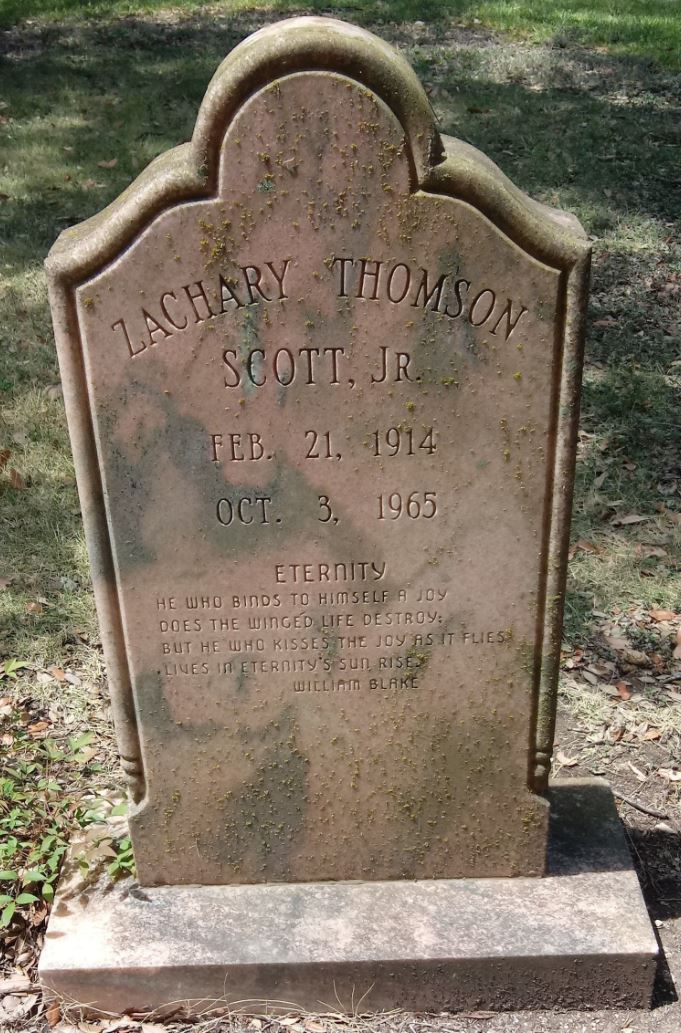 ZACHARY THOMSON
SCOTT, JR.
FEB. 21, 1914
OCT. 3, 1965
ETERNITY
HE WHO BINDS TO HIMSELF A JOY
DOES THE WINGED LIFE DESTROY;
BUT HE WHO KISSES THE JOY AS IT FLIES
LIVES IN ETERNITY'S SUN RISE.
WILLIAM BLAKE